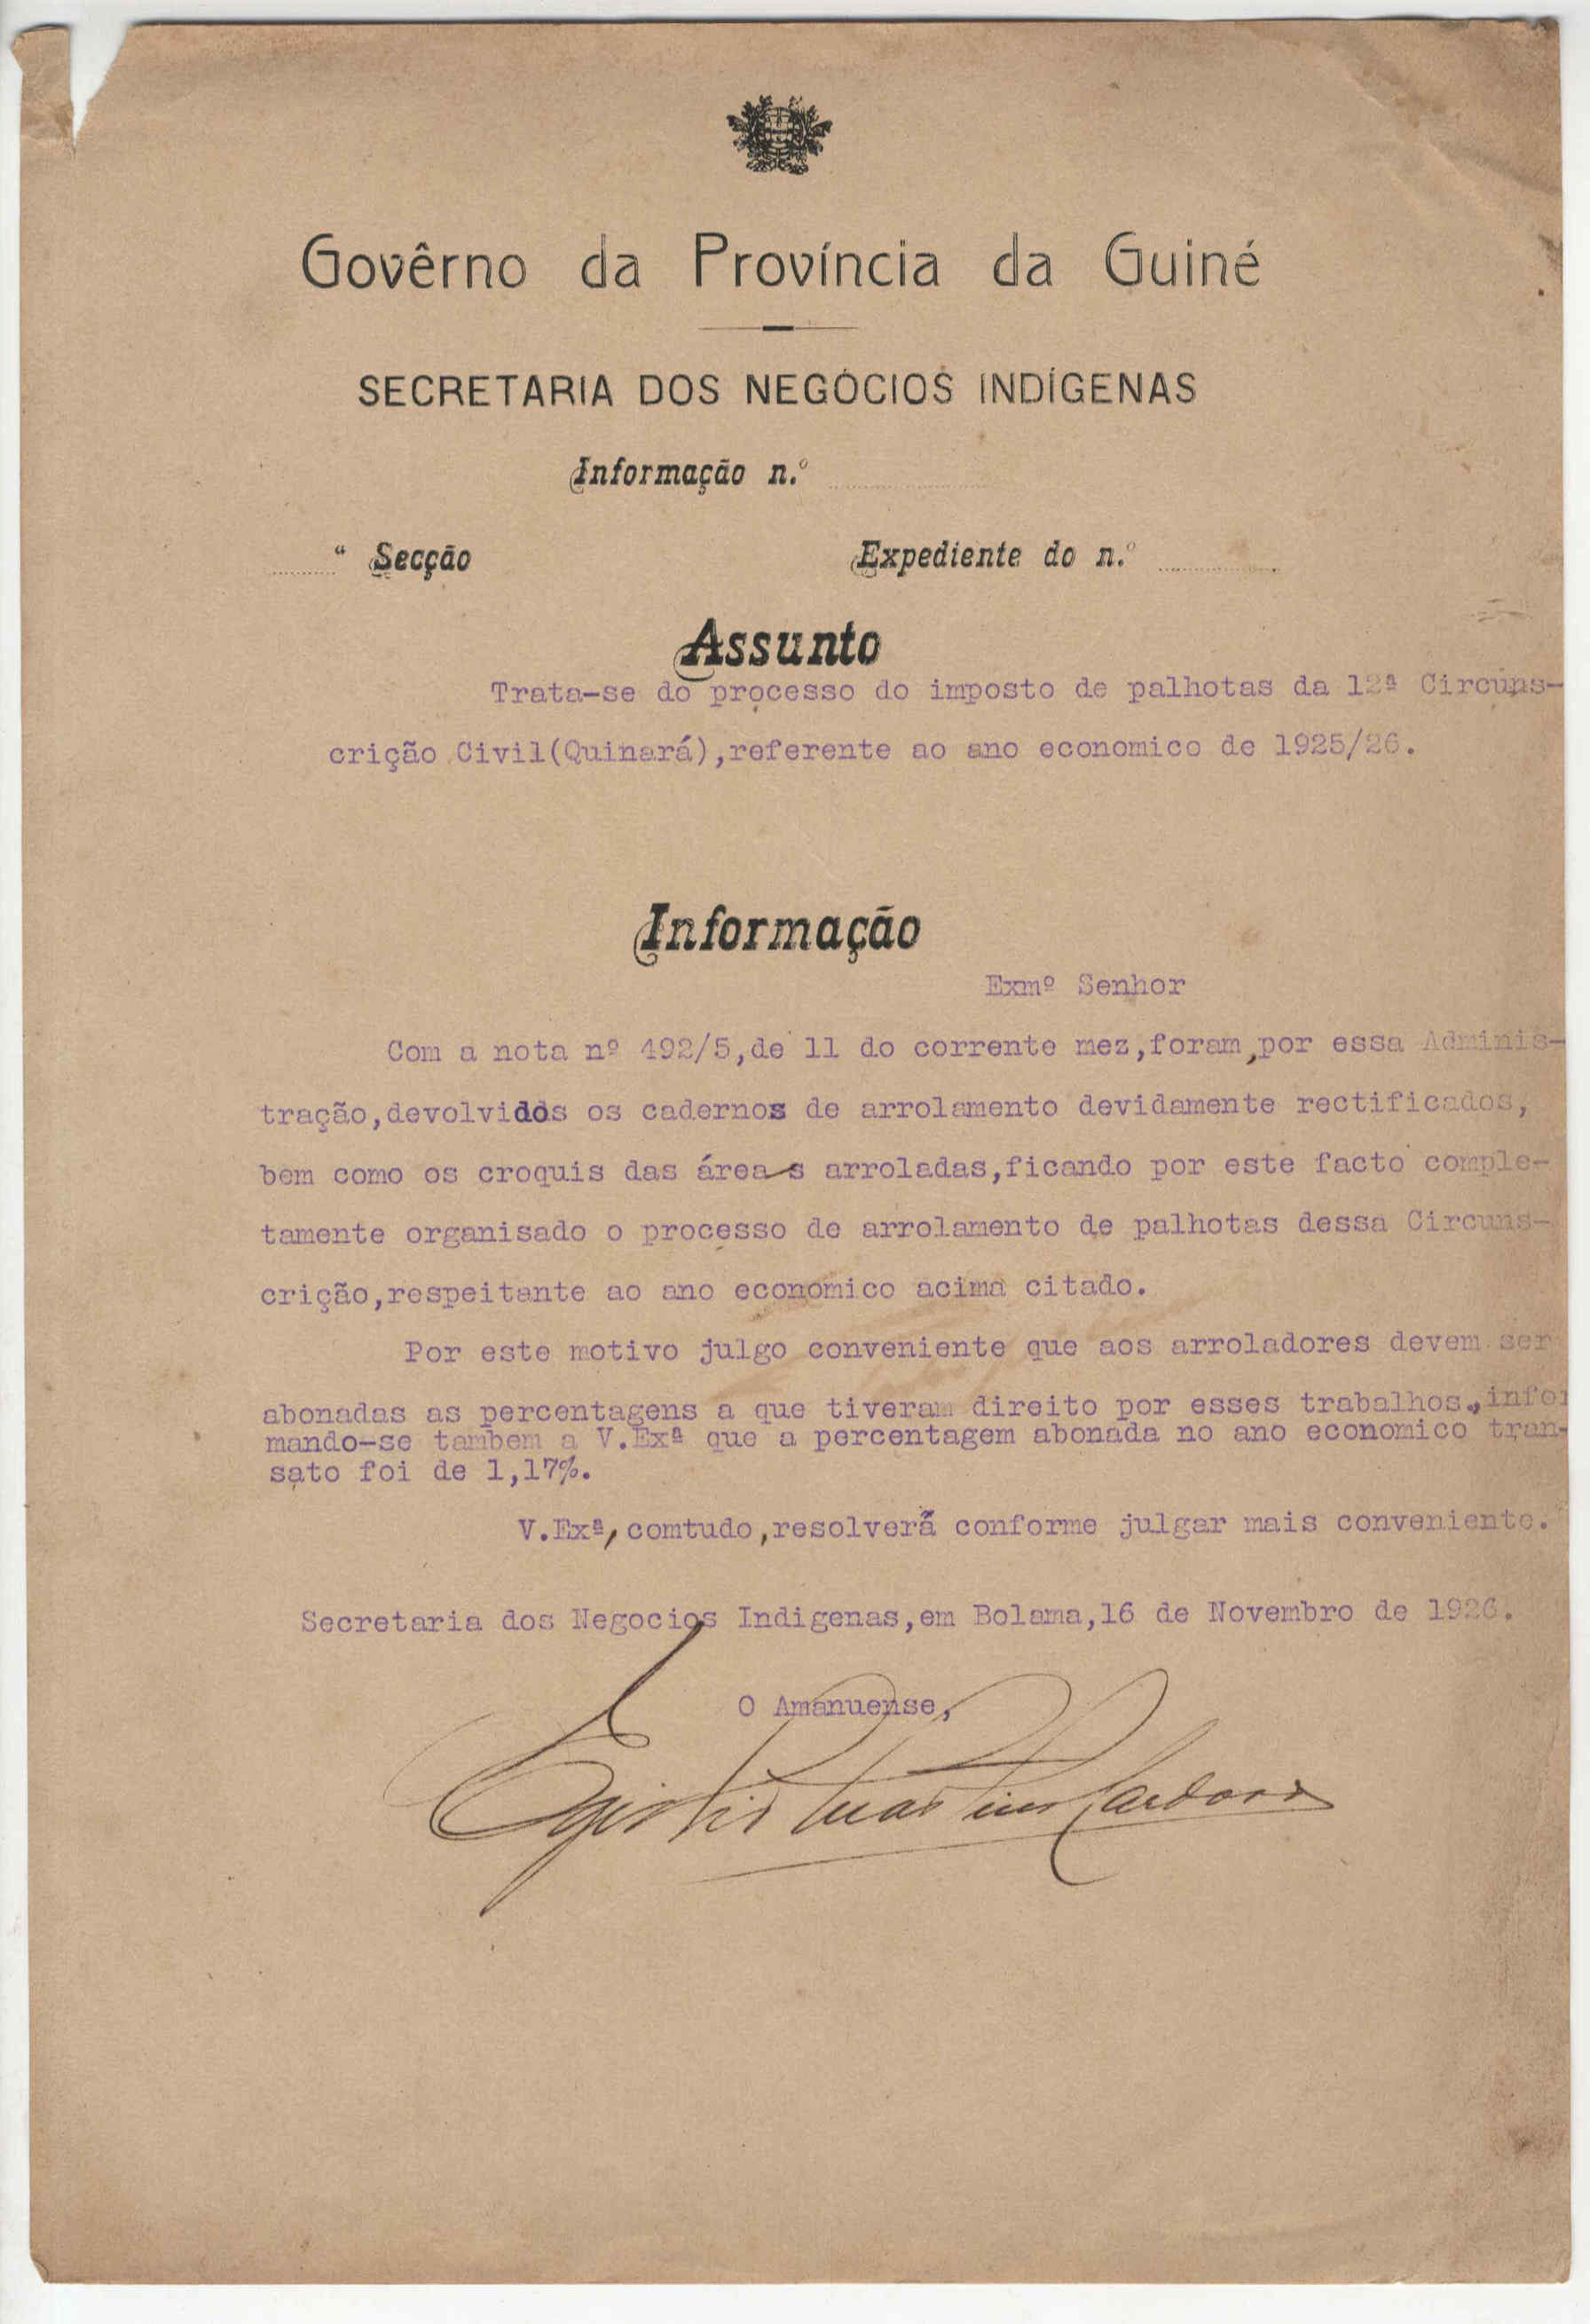 Govêrno da Província da Guiné
SECRETARIA DOS NEGÓCIOS INDÍGENAS
Informação n.º
ª Secção Expediente do n.º
Assunto
Trata-se do processo do imposto de palhotas da 12ª Circuns-
crição Civil(Quinará),referente ao ano economico de 1925/26.
Informação
Exmº Senhor
Com a nota nº 492/5,de 11 do corrente mez,foram,por essa Adminis-
tração,devolvidos os cadernos de arrolamento devidamente rectificados,
bem como os croquis das áreas arroladas,ficando por este facto comple-
tamente organisado o processo de arrolamento de palhotas dessa Circuns-
crição,respeitante ao ano economico acima citado.
Por este motivo julgo conveniente que aos arroladores devem ser
abonadas as percentagens a que tiveram direito por esses trabalhos.,infor
mando-se tambem a V.Exª que a percentagem abonada no ano economico tran-
sato foi de 1,17%.
V.Exª, comtudo,resolverá conforme julgar mais conveniente.
Secretaria dos Negocios Indigenas,em Bolama,16 de Novembro de 1926.
O Amanuense,
Martins Cardoso